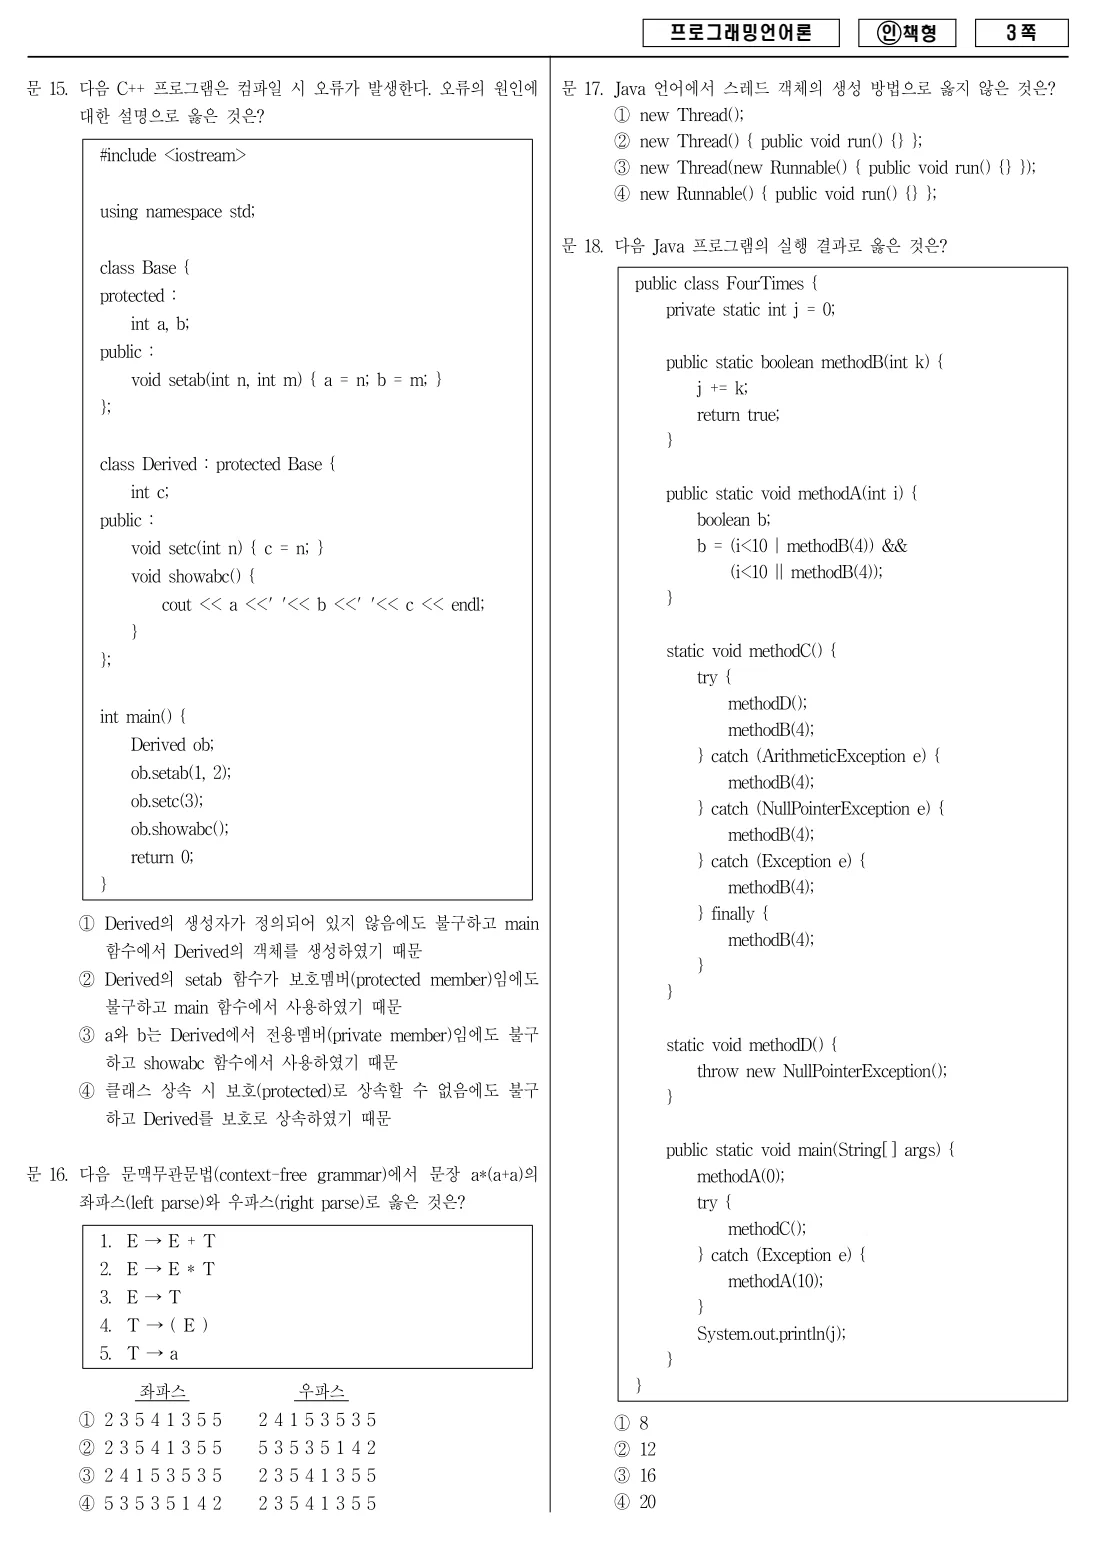 프로그래밍언어론
인책형
3쪽
문 15. 다음 C++ 프로그램은 컴파일 시 오류가 발생한다. 오류의 원인에
대한 설명으로 옳은 것은?
#include <iostream>
using namespace std;
class Base {
protected :
int a, b;
public :
void setab(int n, int m) { a = n; b = m; }
};
class Derived : protected Base {
int c;
public :
void setc(int n) { c = n; }
void showabc() {
cout << a <<' '<< b <<' '<< c << endl;
}
};
int main() {
Derived ob;
ob.setab(1, 2);
ob.setc(3);
ob.showabc();
return 0;
}
① Derived의 생성자가 정의되어 있지 않음에도 불구하고 main
함수에서 Derived의 객체를 생성하였기 때문
② Derived의 setab 함수가 보호멤버(protected member)임에도
불구하고 main 함수에서 사용하였기 때문
③ a와 b는 Derived에서 전용멤버(private member)임에도 불구
하고 showabc 함수에서 사용하였기 때문
④ 클래스 상속 시 보호(protected)로 상속할 수 없음에도 불구
하고 Derived를 보호로 상속하였기 때문
문 16. 다음 문맥무관문법(context-free grammar)에서 문장 a*(a+a)의
좌파스(left parse)와 우파스(right parse)로 옳은 것은?
1. E → E + T
2. E → E * T
3. E → T
4. T → ( E )
5. T → a
좌파스 우파스
① 2 3 5 4 1 3 5 5 2 4 1 5 3 5 3 5
② 2 3 5 4 1 3 5 5 5 3 5 3 5 1 4 2
③ 2 4 1 5 3 5 3 5 2 3 5 4 1 3 5 5
④ 5 3 5 3 5 1 4 2 2 3 5 4 1 3 5 5
문 17. Java 언어에서 스레드 객체의 생성 방법으로 옳지 않은 것은?
① new Thread();
② new Thread() { public void run() {} };
③ new Thread(new Runnable() { public void run() {} });
④ new Runnable() { public void run() {} };
문 18. 다음 Java 프로그램의 실행 결과로 옳은 것은?
public class FourTimes {
private static int j = 0;
public static boolean methodB(int k) {
j += k;
return true;
}
public static void methodA(int i) {
boolean b;
b = (i<10 | methodB(4)) &&
(i<10 || methodB(4));
}
static void methodC() {
try {
methodD();
methodB(4);
} catch (ArithmeticException e) {
methodB(4);
} catch (NullPointerException e) {
methodB(4);
} catch (Exception e) {
methodB(4);
} finally {
methodB(4);
}
}
static void methodD() {
throw new NullPointerException();
}
public static void main(String[ ] args) {
methodA(0);
try {
methodC();
} catch (Exception e) {
methodA(10);
}
System.out.println(j);
}
}
① 8
② 12
③ 16
④ 20